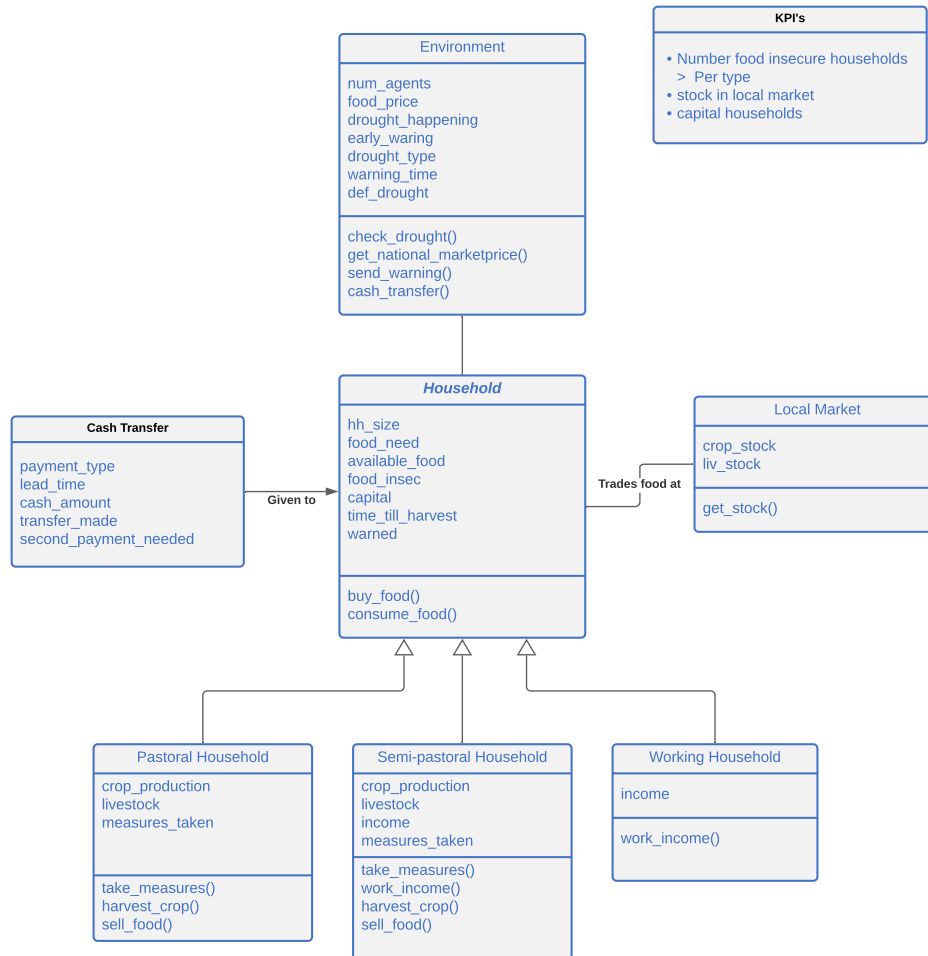 KPI's
• Number food insecure households
> Per type
• stock in local market
• capital households
Environment
num_agents
food_price
drought_happening
early_waring
drought_type
warning_time
def_drought
check_drought()
get_national_marketprice()
send_warning()
cash_transfer()
Household
hh_size
food_need
available_food
food_insec
capital
time_till_harvest
warned
buy_food()
consume_food()
Cash Transfer
payment_type
lead_time
cash_amount
transfer_made
second_payment_needed
Given to
Trades food at
Local Market
crop_stock
liv_stock
get_stock()
Pastoral Household
crop_production
livestock
measures_taken
take_measures()
harvest_crop()
sell_food()
Semi-pastoral Household
crop_production
livestock
income
measures_taken
take_measures()
work_income()
harvest_crop()
sell_food()
Working Household
income
work_income()